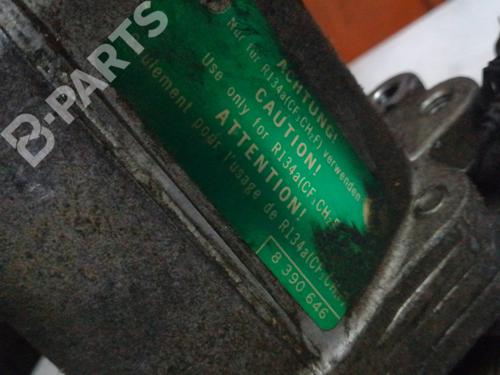 B-PARTS
ACHTUNG!
Nur für R134a(CF₃CH₂F) verwenden
CAUTION!
Use only for R134a(CF₃CH₂F
ATTENTION!
ulement pour l'usage de R134a(CF₃CH₂F
8 390 646